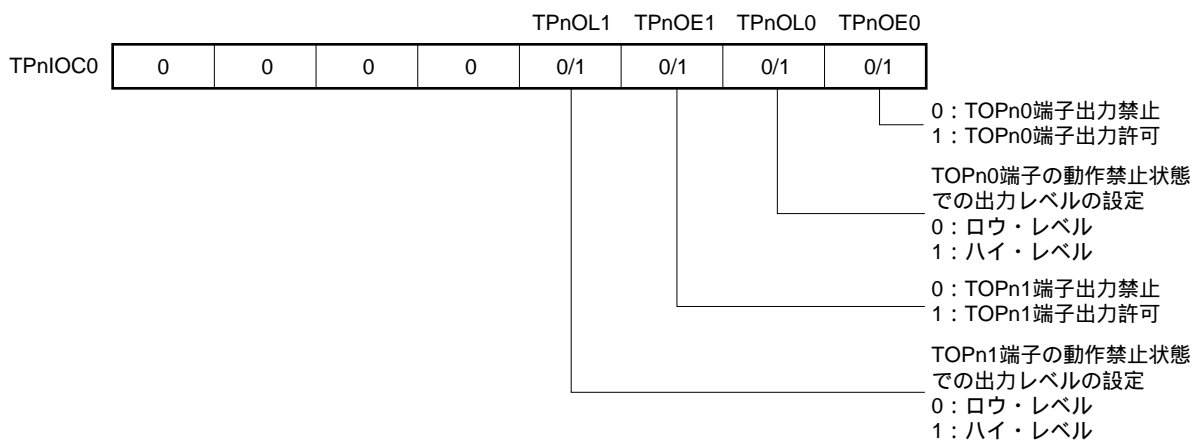 TPnOL1 TPnOE1 TPnOL0 TPnOE0
TPnIOC0 0 0 0 0 0/1 0/1 0/1 0/1
0：TOPn0端子出力禁止
1：TOPn0端子出力許可
TOPn0端子の動作禁止状態
での出力レベルの設定
0：ロウ・レベル
1：ハイ・レベル
0：TOPn1端子出力禁止
1：TOPn1端子出力許可
TOPn1端子の動作禁止状態
での出力レベルの設定
0：ロウ・レベル
1：ハイ・レベル